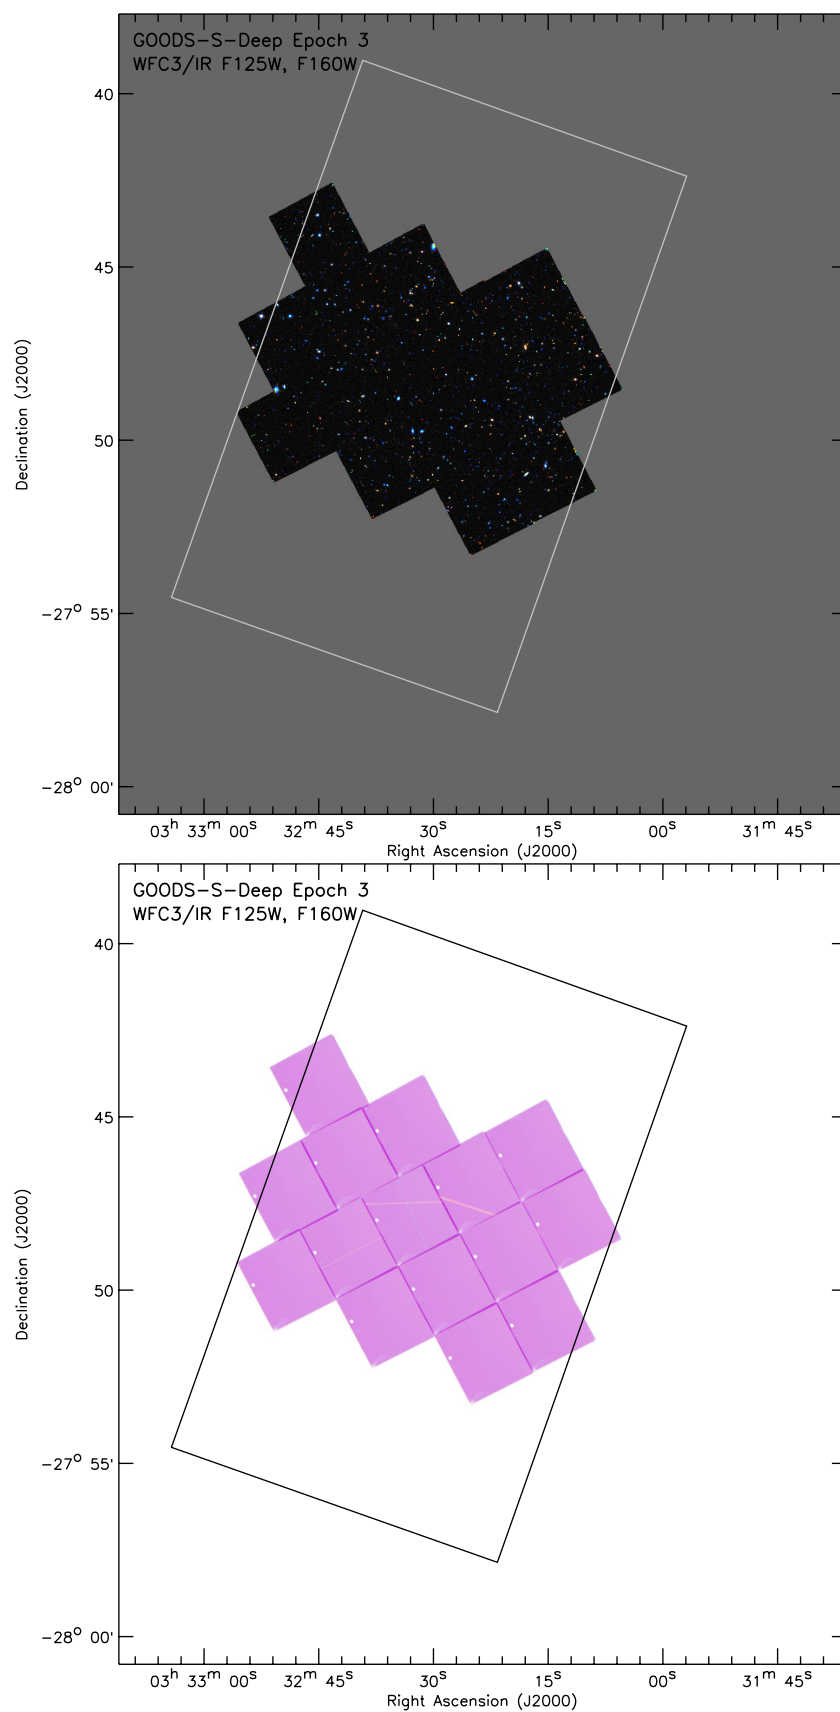 GOODS-S-Deep Epoch 3
WFC3/IR F125W, F160W
40
45
50
-27° 55'
-28° 00'
Declination (J2000)
03ʰ 33ᵐ 00ˢ 32ᵐ 45ˢ 30ˢ 15ˢ 00ˢ 31ᵐ 45ˢ
Right Ascension (J2000)
GOODS-S-Deep Epoch 3
WFC3/IR F125W, F160W
40
45
50
-27° 55'
-28° 00'
Declination (J2000)
03ʰ 33ᵐ 00ˢ 32ᵐ 45ˢ 30ˢ 15ˢ 00ˢ 31ᵐ 45ˢ
Right Ascension (J2000)